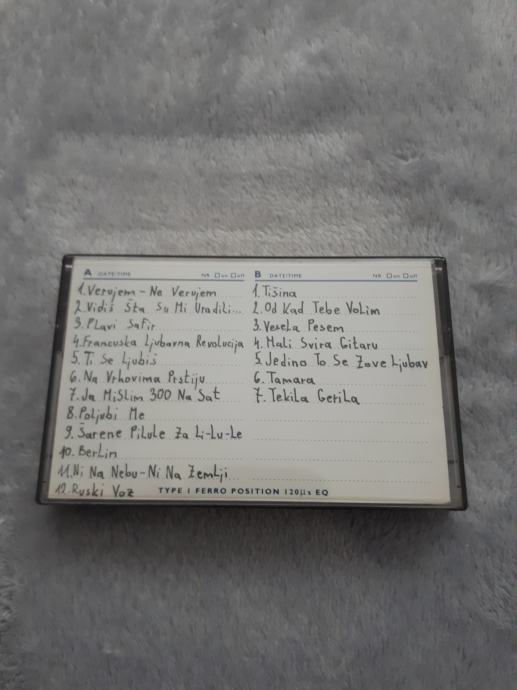 A DATE/TIME NR on off
1. Verujem - Ne Verujem
2. Vidiš Šta Su Mi Uradili...
3. Plavi Safir
4. Francuska Ljubavna Revolucija
5. Ti Se Ljubiš
6. Na Vrhovima Prstiju
7. Ja Mislim 300 Na Sat
8. Poljubi Me
9. Šarene Pilule Za Li-Lu-Le
10. Berlin
11. Ni Na Nebu - Ni Na Zemlji
12. Ruski Voz
B DATE/TIME NR on off
1. Tišina
2. Od Kad Tebe Volim
3. Vesela Pesem
4. Mali Svira Gitaru
5. Jedino To Se Zove Ljubav
6. Tamara
7. Tekila Gerila
TYPE I FERRO POSITION 120µs EQ